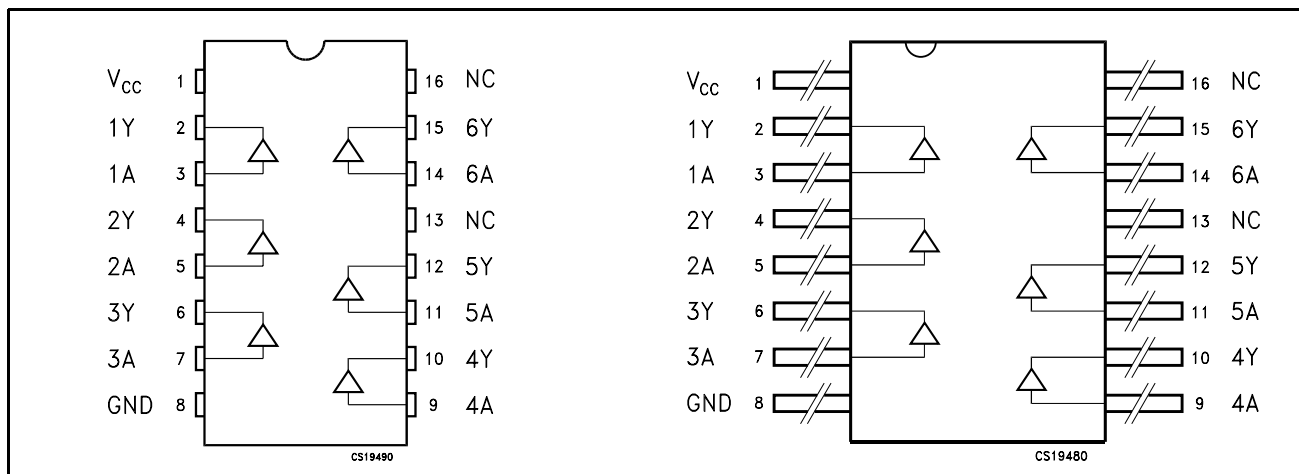 V_CC 1 16 NC
1Y 2 15 6Y
1A 3 14 6A
2Y 4 13 NC
2A 5 12 5Y
3Y 6 11 5A
3A 7 10 4Y
GND 8 9 4A
CS19490
V_CC 1 16 NC
1Y 2 15 6Y
1A 3 14 6A
2Y 4 13 NC
2A 5 12 5Y
3Y 6 11 5A
3A 7 10 4Y
GND 8 9 4A
CS19480